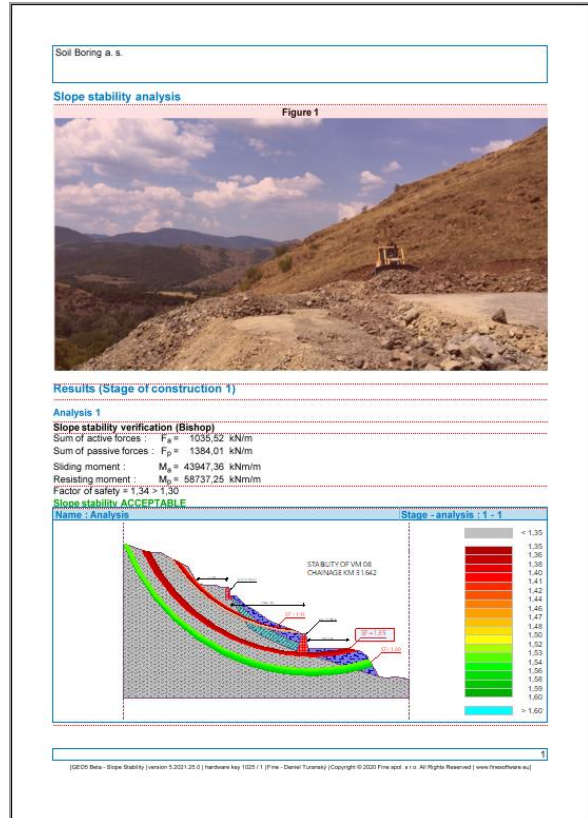 Soil Boring a. s.
Slope stability analysis
Figure 1
Results (Stage of construction 1)
Analysis 1
Slope stability verification (Bishop)
Sum of active forces : Fa = 1035,52 kN/m
Sum of passive forces : Fp = 1384,01 kN/m
Sliding moment : Ma = 43947,36 kNm/m
Resisting moment : Mp = 58737,25 kNm/m
Factor of safety = 1,34 > 1,30
Slope stability ACCEPTABLE
Name : Analysis Stage - analysis : 1 - 1
STABILITY OF VM 08
CHAINAGE KM 31.642
SF=1.35
< 1,35
1,35
1,36
1,38
1,40
1,41
1,42
1,44
1,46
1,47
1,48
1,50
1,52
1,53
1,54
1,56
1,58
1,59
1,60
> 1,60
1
[GEO5 Beta - Slope Stability | version 5.2021.25.0 | hardware key 1025 / 1 | Fine - Daniel Turanský | Copyright © 2020 Fine spol. s r.o. All Rights Reserved | www.finesoftware.eu]